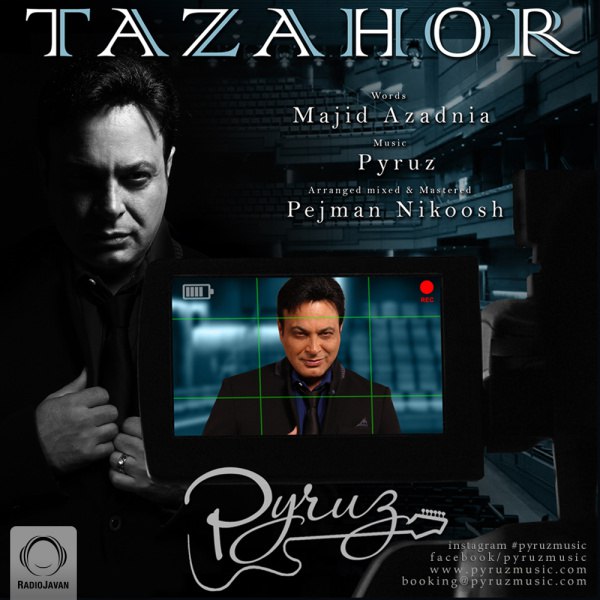 TAZAHOR
Words
Majid Azadnia
Music
Pyruz
Arranged mixed & Mastered
Pejman Nikoosh
REC
Pyruz
instagram #pyruzmusic
facebook/pyruzmusic
www.pyruzmusic.com
booking@pyruzmusic.com
RADIOJAVAN